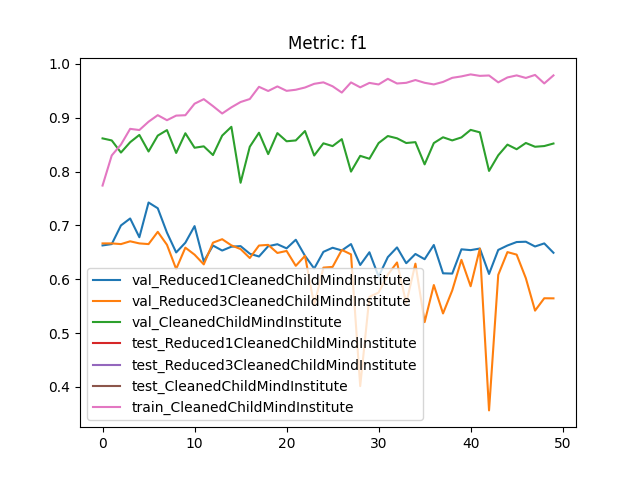 Metric: f1
1.0
0.9
0.8
0.7
0.6
0.5
0.4
val_Reduced1CleanedChildMindInstitute
val_Reduced3CleanedChildMindInstitute
val_CleanedChildMindInstitute
test_Reduced1CleanedChildMindInstitute
test_Reduced3CleanedChildMindInstitute
test_CleanedChildMindInstitute
train_CleanedChildMindInstitute
0 10 20 30 40 50